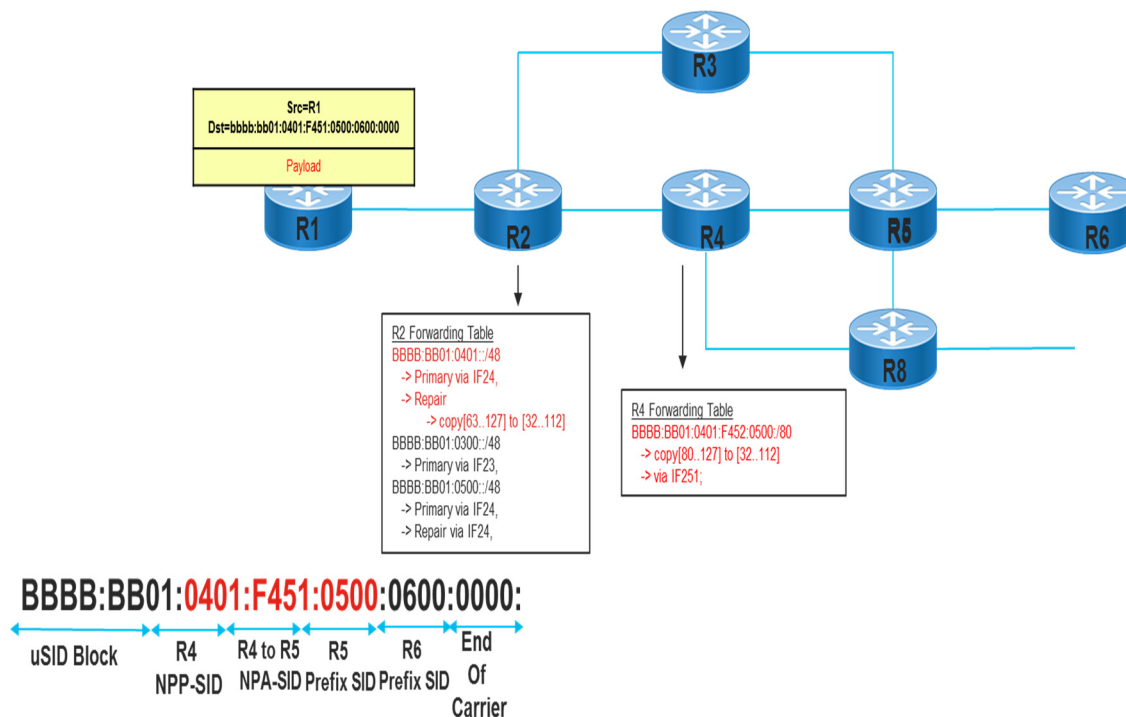 R3
Src=R1
Dst=bbbb:bb01:0401:F451:0500:0600:0000
Payload
R1
R2
R4
R5
R6
R8
R2 Forwarding Table
BBBB:BB01:0401::/48
-> Primary via IF24,
-> Repair
-> copy[63..127] to [32..112]
BBBB:BB01:0300::/48
-> Primary via IF23,
BBBB:BB01:0500::/48
-> Primary via IF24,
-> Repair via IF24,
R4 Forwarding Table
BBBB:BB01:0401:F452:0500:/80
-> copy[80..127] to [32..112]
-> via IF251;
BBBB:BB01:0401:F451:0500:0600:0000:
uSID Block
R4
NPP-SID
R4 to R5
NPA-SID
R5
Prefix SID
R6
Prefix SID
End
Of
Carrier